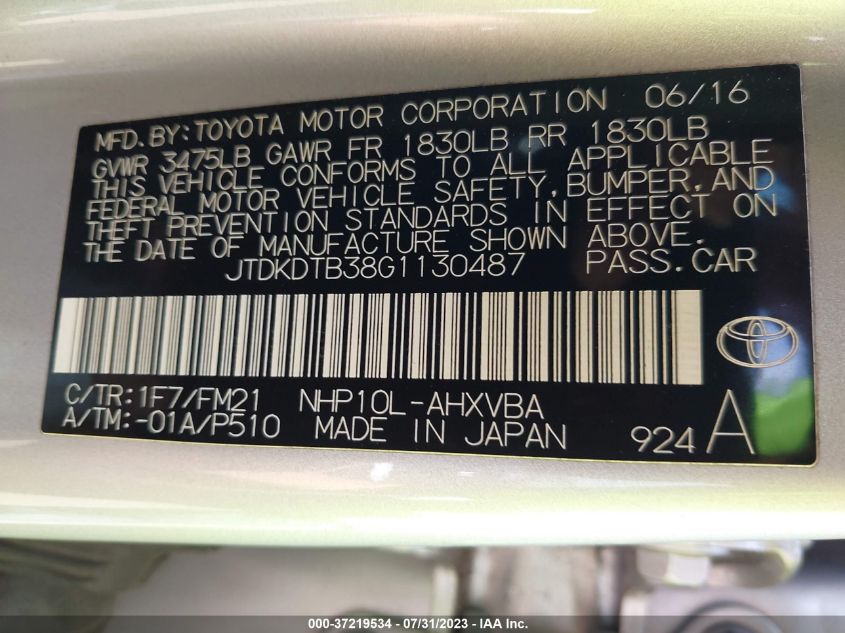 MFD.BY:TOYOTA MOTOR CORPORATION 06/16
GVWR 3475LB GAWR FR 1830LB RR 1830LB
THIS VEHICLE CONFORMS TO ALL APPLICABLE
FEDERAL MOTOR VEHICLE SAFETY,BUMPER,AND
THEFT PREVENTION STANDARDS IN EFFECT ON
THE DATE OF MANUFACTURE SHOWN ABOVE.
JTDKDTB38G1130487 PASS.CAR
C/TR:1F7/FM21 NHP10L-AHXVBA
A/TM:-01A/P510 MADE IN JAPAN 924 A
000-37219534 - 07/31/2023 - IAA Inc.